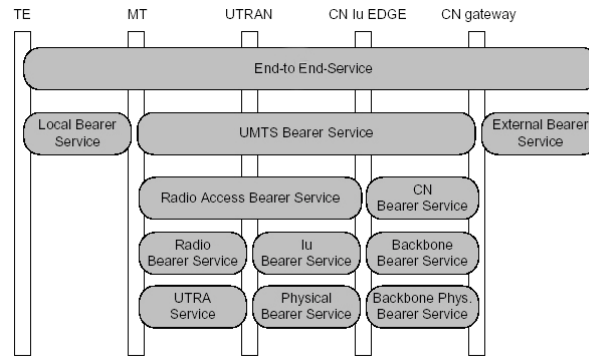 TE MT UTRAN CN Iu EDGE CN gateway
End-to End-Service
Local Bearer
Service
UMTS Bearer Service
External Bearer
Service
Radio Access Bearer Service
CN
Bearer Service
Radio
Bearer Service
Iu
Bearer Service
Backbone
Bearer Service
UTRA
Service
Physical
Bearer Service
Backbone Phys.
Bearer Service